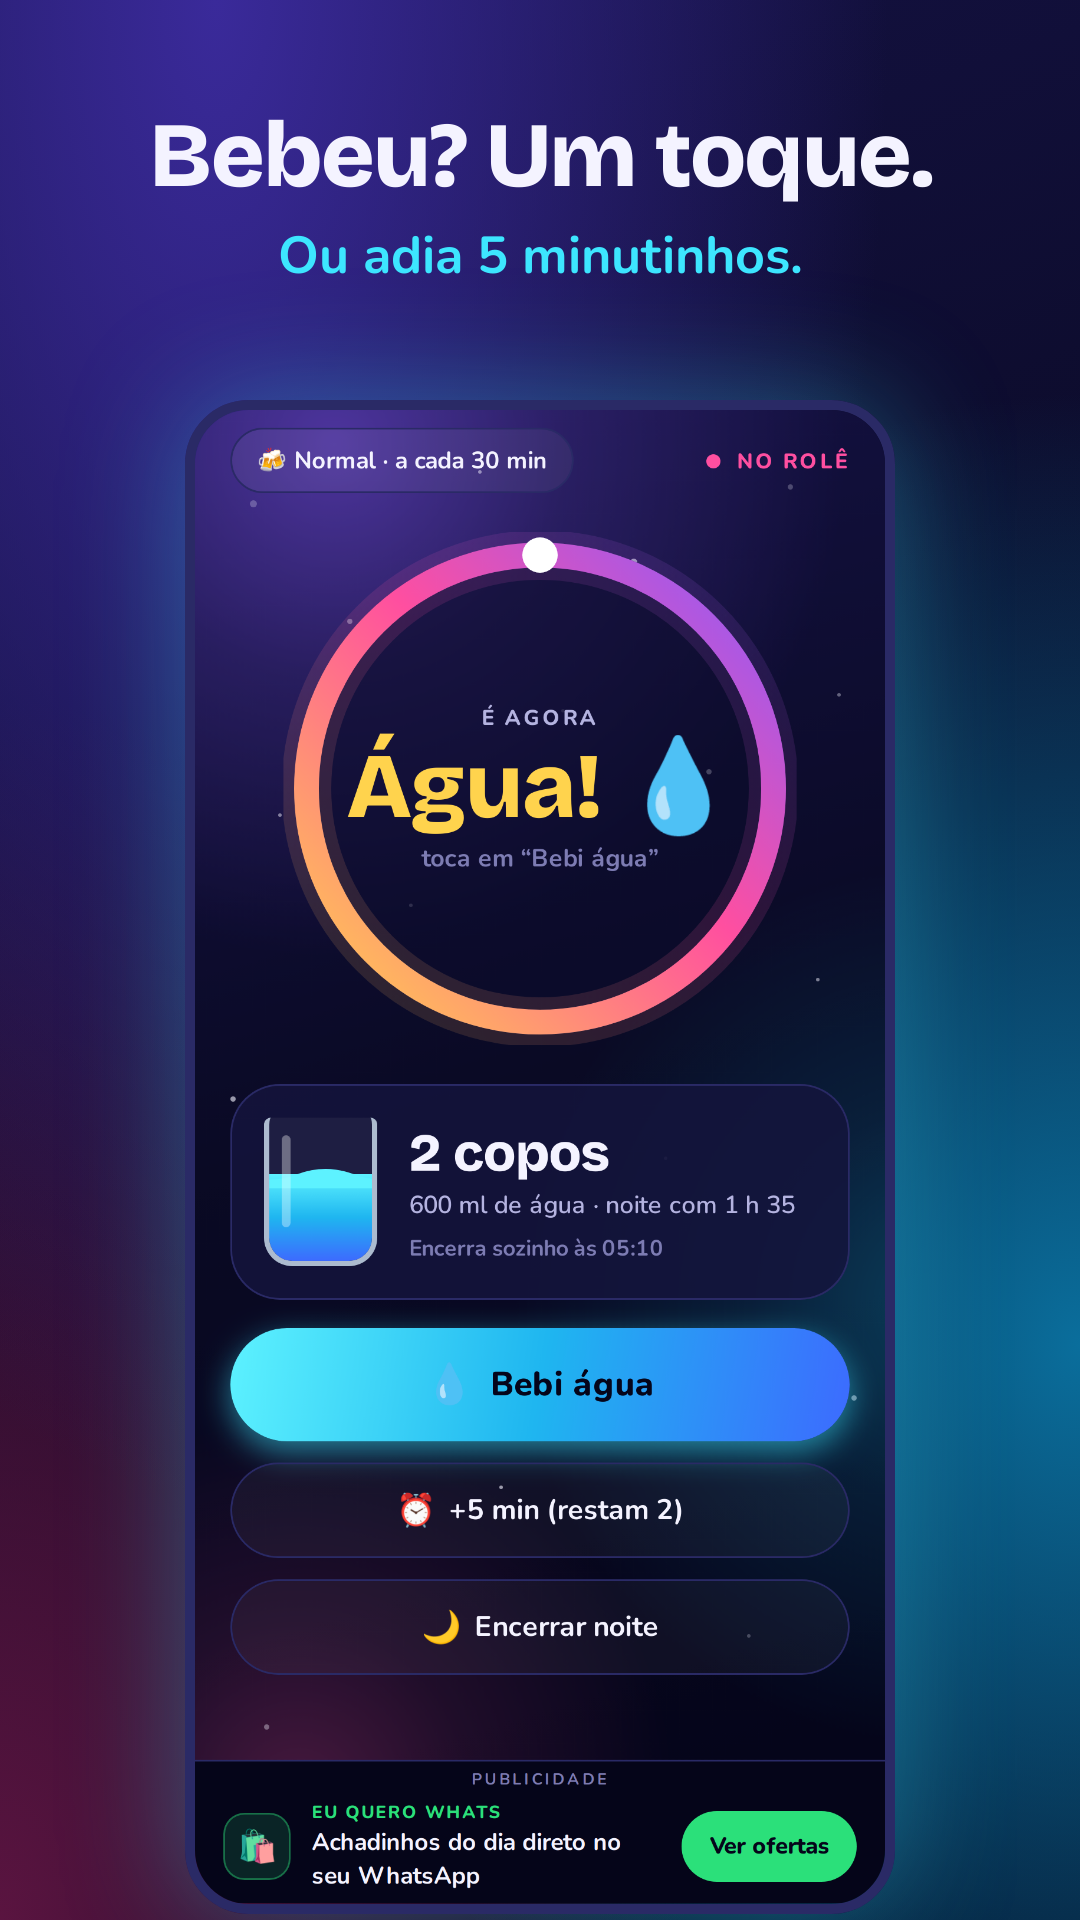 Bebeu? Um toque.
Ou adia 5 minutinhos.
🍻 Normal · a cada 30 min
NO ROLÊ
É AGORA
Água! 💧
toca em “Bebi água”
2 copos
600 ml de água · noite com 1 h 35
Encerra sozinho às 05:10
💧 Bebi água
⏰ +5 min (restam 2)
🌙 Encerrar noite
PUBLICIDADE
EU QUERO WHATS
Achadinhos do dia direto no
seu WhatsApp
Ver ofertas